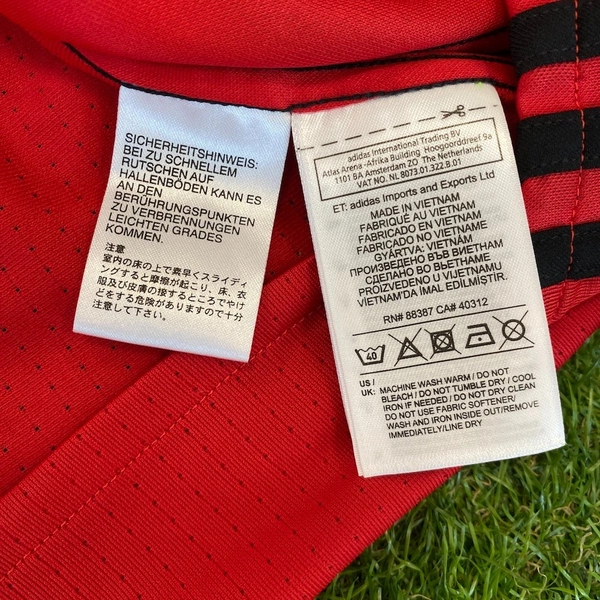 SICHERHEITSHINWEIS:
BEI ZU SCHNELLEM
RUTSCHEN AUF
HALLENBÖDEN KANN ES
AN DEN
BERÜHRUNGSPUNKTEN
ZU VERBRENNUNGEN
LEICHTEN GRADES
KOMMEN.
注意
室内の床の上で素早くスライディ
ングすると摩擦が起こり、床、衣
服及び皮膚の接するところでやけ
どをする危険がありますので十分
注意して下さい。
adidas International Trading BV
Atlas Arena -Afrika Building Hoogoorddreef 9a
1101 BA Amsterdam ZO The Netherlands
VAT NO. NL 8073.01.322.B.01
ET: adidas Imports and Exports Ltd
MADE IN VIETNAM
FABRIQUÉ AU VIETNAM
FABRICADO EN VIETNAM
FABRICADO NO VIETNAME
GYÁRTJA: VIETNÁM
ПРОИЗВЕДЕНО ВЪВ ВИЕТНАМ
СДЕЛАНО ВО ВЬЕТНАМЕ
PROIZVEDENO U VIJETNAMU
VİETNAM'DA IMAL EDİLMİŞTİR.
RN# 88387 CA# 40312
40
US /
UK: MACHINE WASH WARM / DO NOT
BLEACH / DO NOT TUMBLE DRY / COOL
IRON IF NEEDED / DO NOT DRY CLEAN
DO NOT USE FABRIC SOFTENER/
WASH AND IRON INSIDE OUT/REMOVE
IMMEDIATELY/LINE DRY